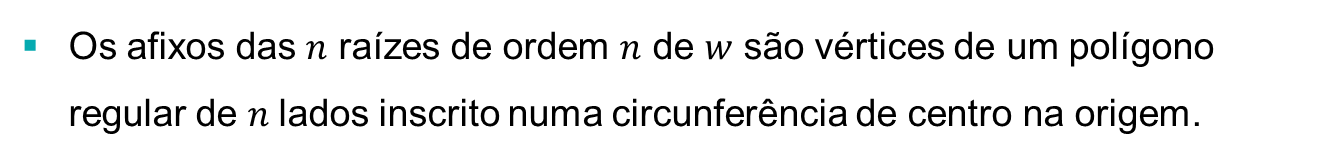 ▪ Os afixos das n raízes de ordem n de w são vértices de um polígono
regular de n lados inscrito numa circunferência de centro na origem.